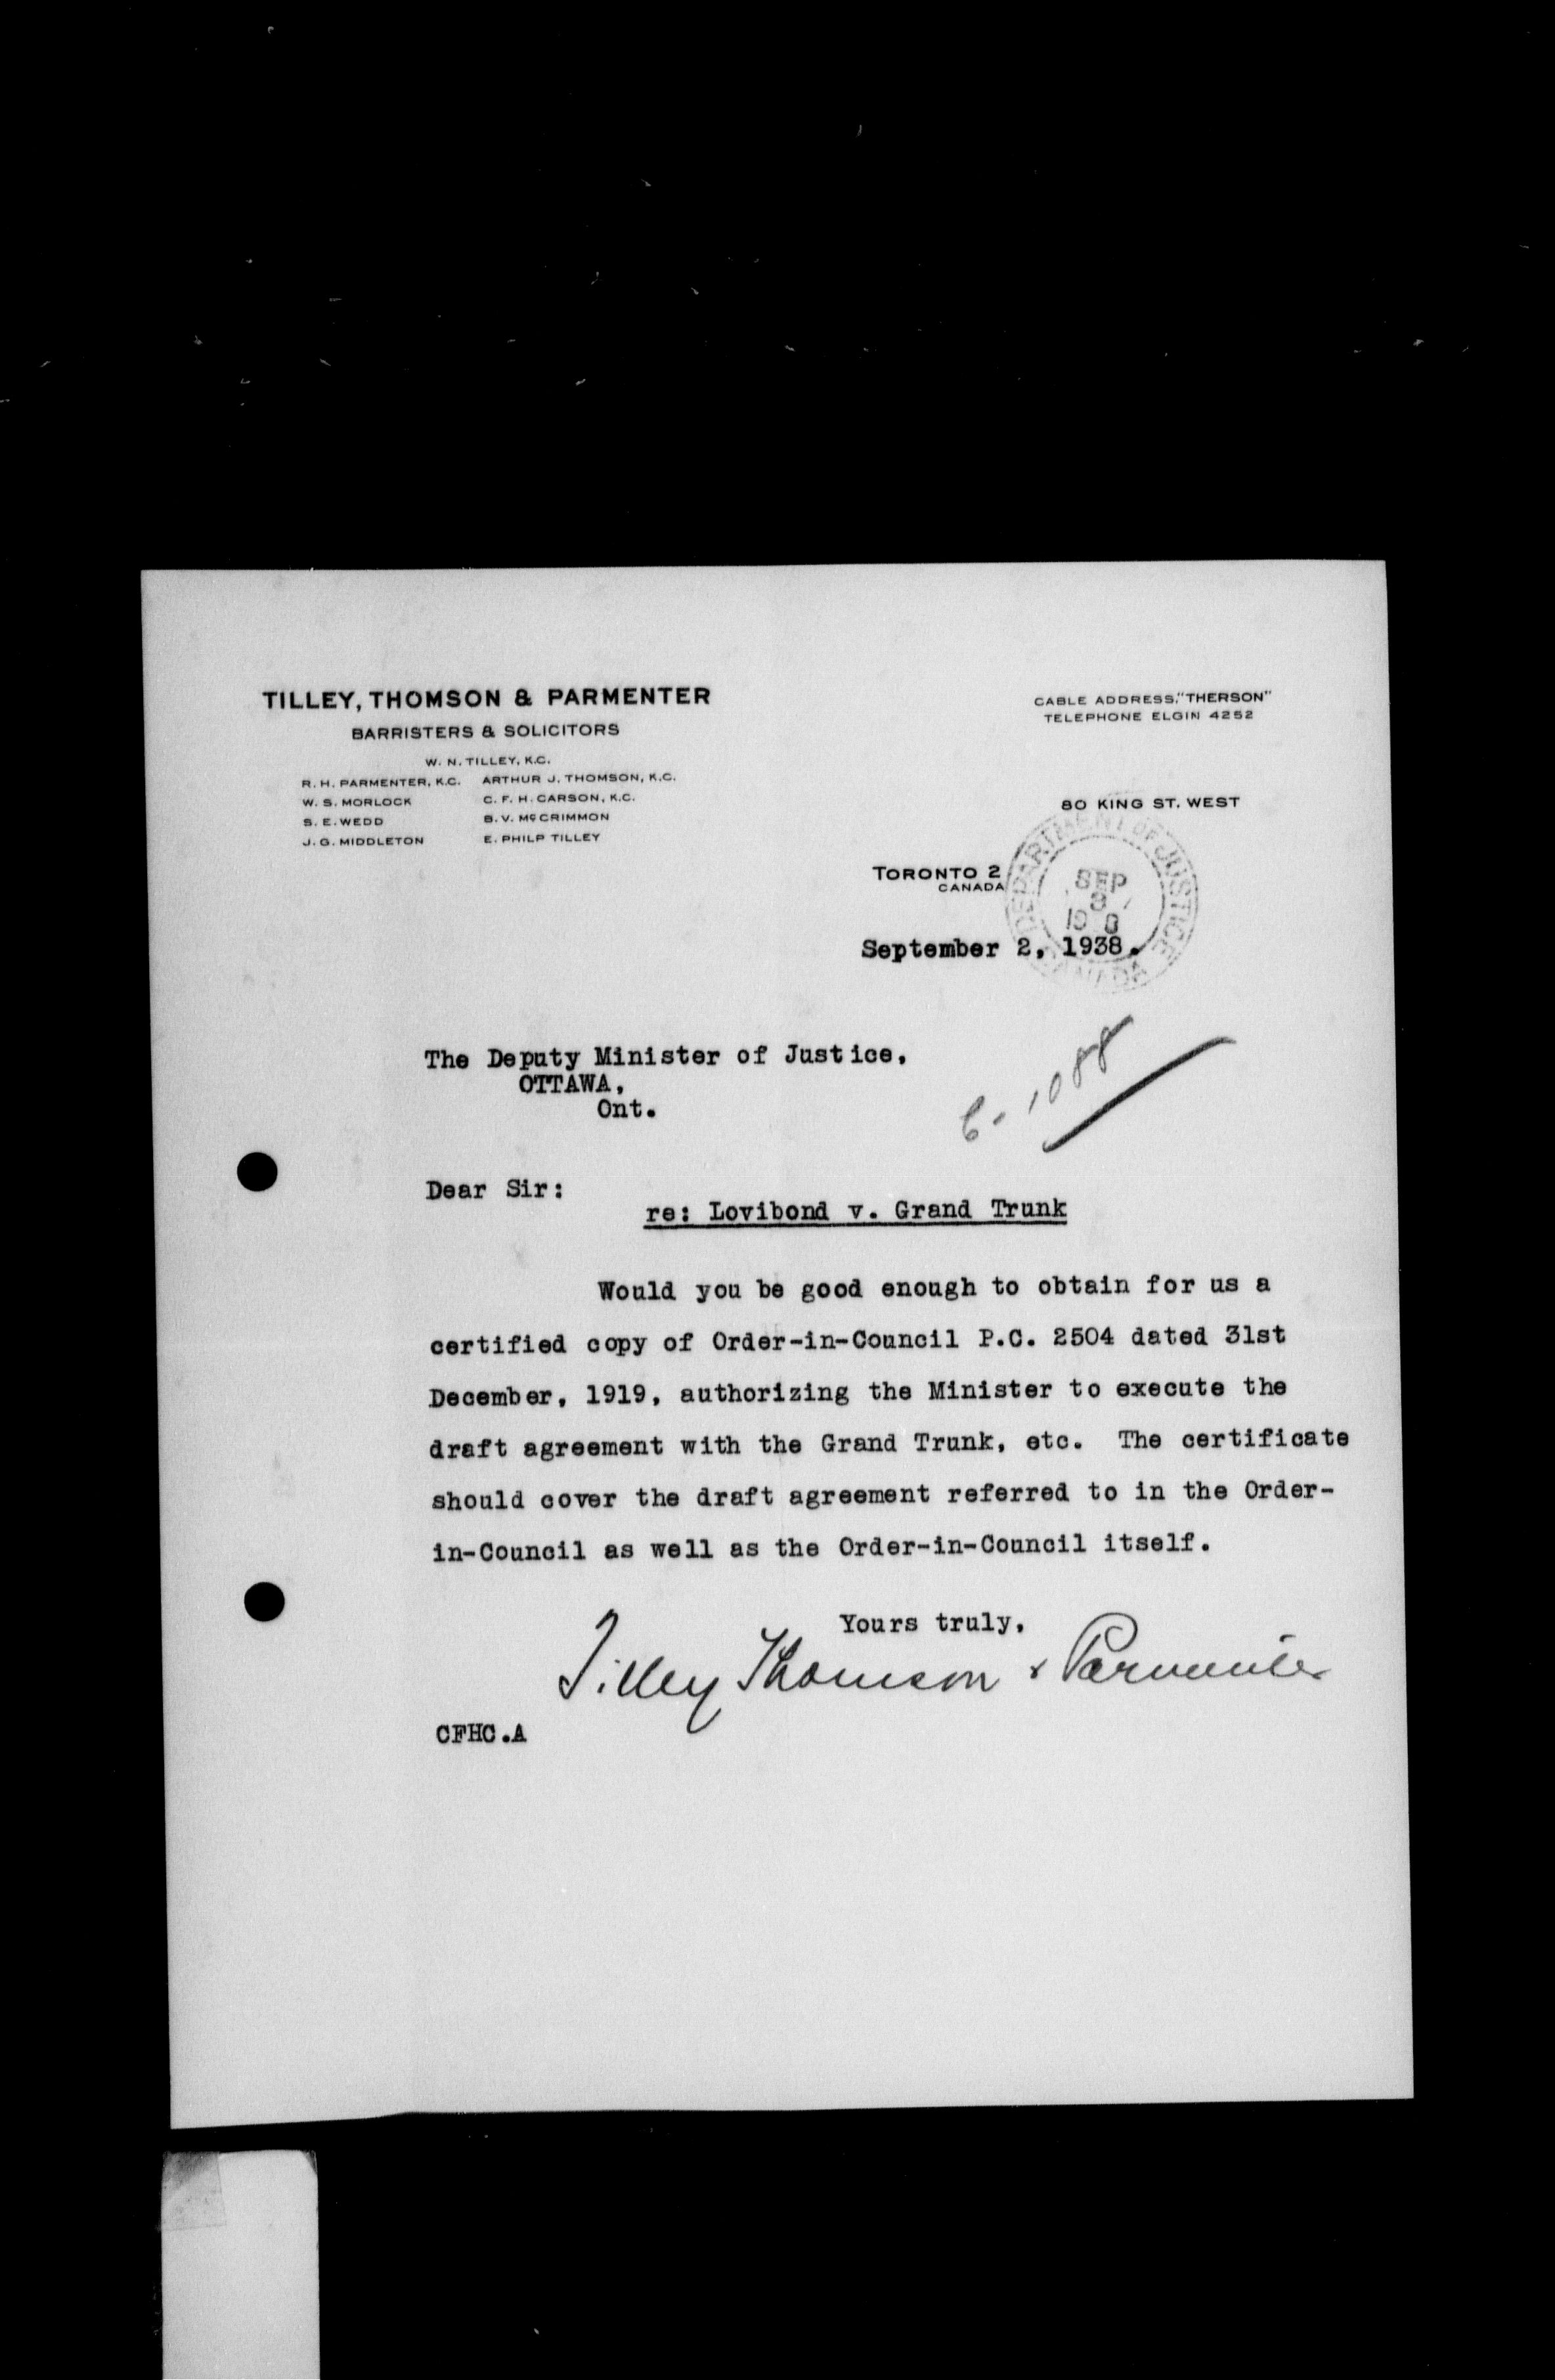 TILLEY, THOMSON & PARMENTER
BARRISTERS & SOLICITORS
W. N. TILLEY, K.C.
R. H. PARMENTER, K.C. ARTHUR J. THOMSON, K.C.
W. S. MORLOCK C. F. H. CARSON, K.C.
S. E. WEDD B. V. McCRIMMON
J. G. MIDDLETON E. PHILP TILLEY
CABLE ADDRESS, "THERSON"
TELEPHONE ELGIN 4252
80 KING ST. WEST
TORONTO 2
CANADA
DEPARTMENT OF JUSTICE
SEP
September 2, 1938.
The Deputy Minister of Justice,
OTTAWA,
Ont.
1088
Dear Sir:
re: Lovibond v. Grand Trunk
Would you be good enough to obtain for us a
certified copy of Order-in-Council P.C. 2504 dated 31st
December, 1919, authorizing the Minister to execute the
draft agreement with the Grand Trunk, etc. The certificate
should cover the draft agreement referred to in the Order-
in-Council as well as the Order-in-Council itself.
Yours truly,
Tilley Thomson & Parmenter
CFHC.A